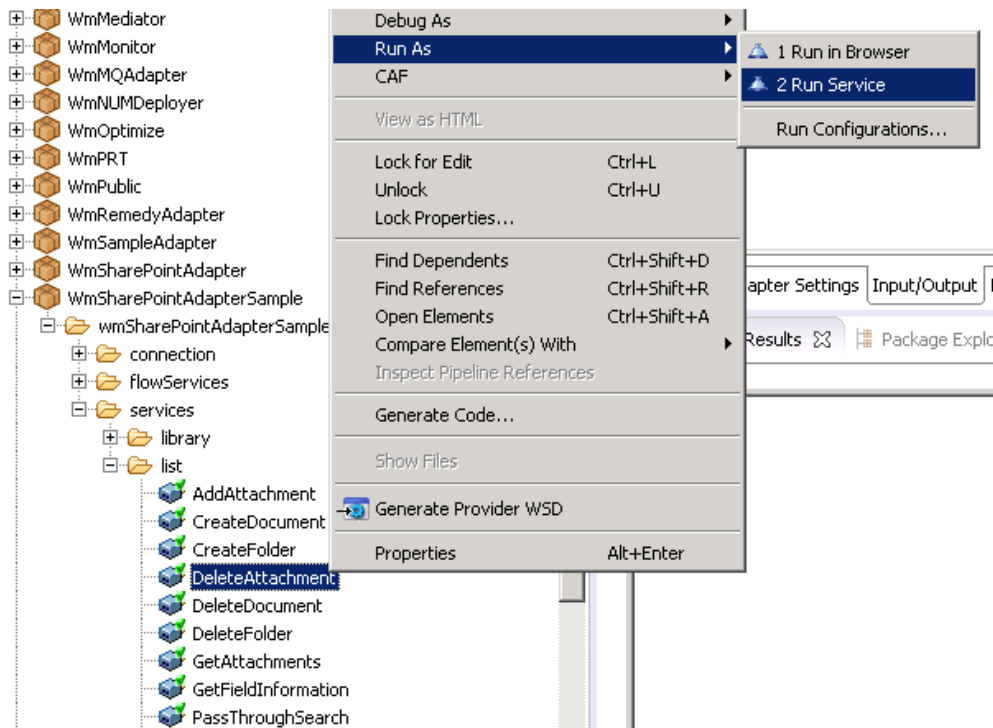 WmMediator
WmMonitor
WmMQAdapter
WmNUMDeployer
WmOptimize
WmPRT
WmPublic
WmRemedyAdapter
WmSampleAdapter
WmSharePointAdapter
WmSharePointAdapterSample
wmSharePointAdapterSample
connection
flowServices
services
library
list
AddAttachment
CreateDocument
CreateFolder
DeleteAttachment
DeleteDocument
DeleteFolder
GetAttachments
GetFieldInformation
PassThroughSearch
Debug As
Run As
CAF
View as HTML
Lock for Edit Ctrl+L
Unlock Ctrl+U
Lock Properties...
Find Dependents Ctrl+Shift+D
Find References Ctrl+Shift+R
Open Elements Ctrl+Shift+A
Compare Element(s) With
Inspect Pipeline References
Generate Code...
Show Files
Generate Provider WSD
Properties Alt+Enter
1 Run in Browser
2 Run Service
Run Configurations...
apter Settings Input/Output
Results Package Explo